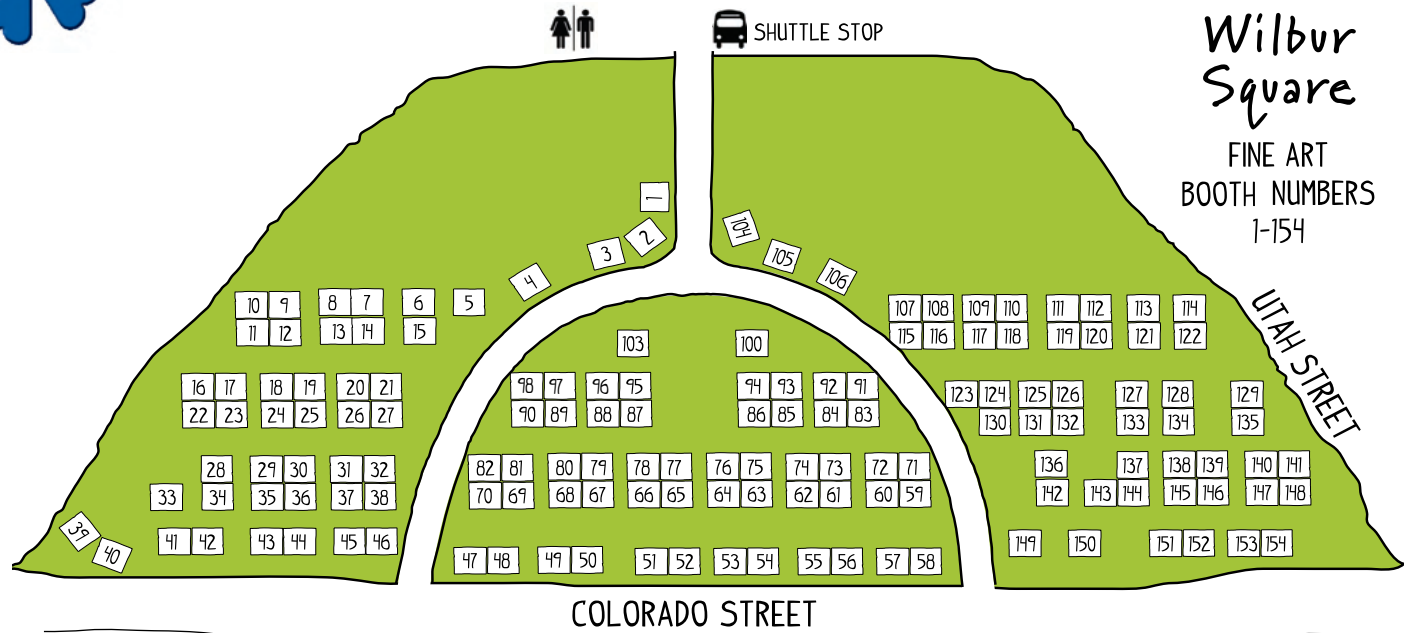 SHUTTLE STOP
Wilbur
Square
FINE ART
BOOTH NUMBERS
1-154
1
2
3
4
104
105
106
10 9 8 7 6 5
11 12 13 14 15
107 108 109 110 111 112 113 114
115 116 117 118 119 120 121 122
UTAH STREET
103 100
16 17 18 19 20 21
22 23 24 25 26 27
98 97 96 95 94 93 92 91
90 89 88 87 86 85 84 83
123 124 125 126 127 128 129
130 131 132 133 134 135
28 29 30 31 32
33 34 35 36 37 38
82 81 80 79 78 77 76 75 74 73 72 71
70 69 68 67 66 65 64 63 62 61 60 59
136 137 138 139 140 141
142 143 144 145 146 147 148
39
40
41 42 43 44 45 46
47 48 49 50 51 52 53 54 55 56 57 58
149 150 151 152 153 154
COLORADO STREET